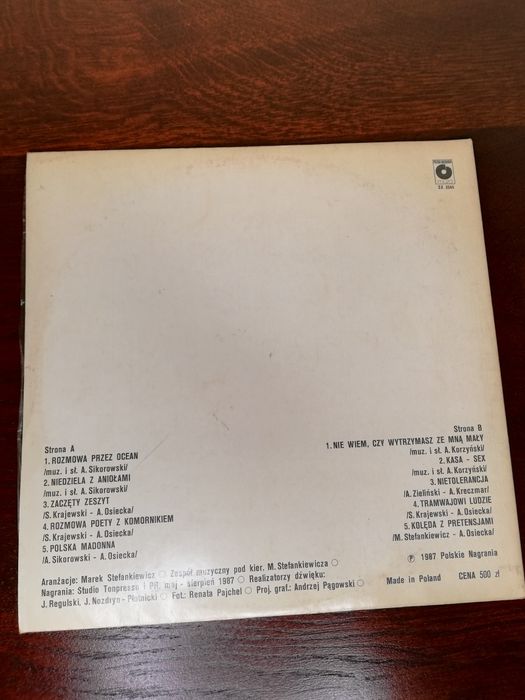 SX 2544
Strona A
1. ROZMOWA PRZEZ OCEAN
/muz. i sł. A. Sikorowski/
2. NIEDZIELA Z ANIOŁAMI
/muz. i sł. A. Sikorowski/
3. ZACZĘTY ZESZYT
/S. Krajewski - A. Osiecka/
4. ROZMOWA POETY Z KOMORNIKIEM
/S. Krajewski - A. Osiecka/
5. POLSKA MADONNA
/A. Sikorowski - A. Osiecka/
Strona B
1. NIE WIEM, CZY WYTRZYMASZ ZE MNĄ MAŁY
/muz. i sł. A. Korzyński/
2. KASA - SEX
/muz. i sł. A. Korzyński/
3. NIETOLERANCJA
/A. Zieliński - A. Kreczmar/
4. TRAMWAJOWI LUDZIE
/S. Krajewski - A. Osiecka/
5. KOLĘDA Z PRETENSJAMI
/M. Stefankiewicz - A. Osiecka/
Ⓟ 1987 Polskie Nagrania
Aranżacje: Marek Stefankiewicz ○ Zespół muzyczny pod kier. M. Stefankiewicza ○
Nagrania: Studio Tonpressu i PR, maj - sierpień 1987 ○ Realizatorzy dźwięku:
J. Regulski, J. Nozdryn-Płotnicki ○ Fot: Renata Pajchel ○ Proj. graf.: Andrzej Pągowski ○
Made in Poland CENA 500 zł